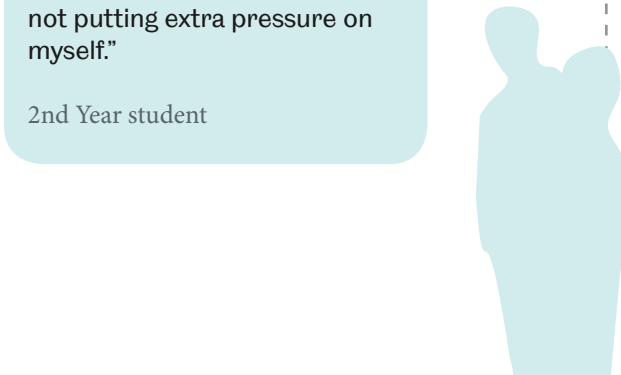 not putting extra pressure on
myself.”
2nd Year student